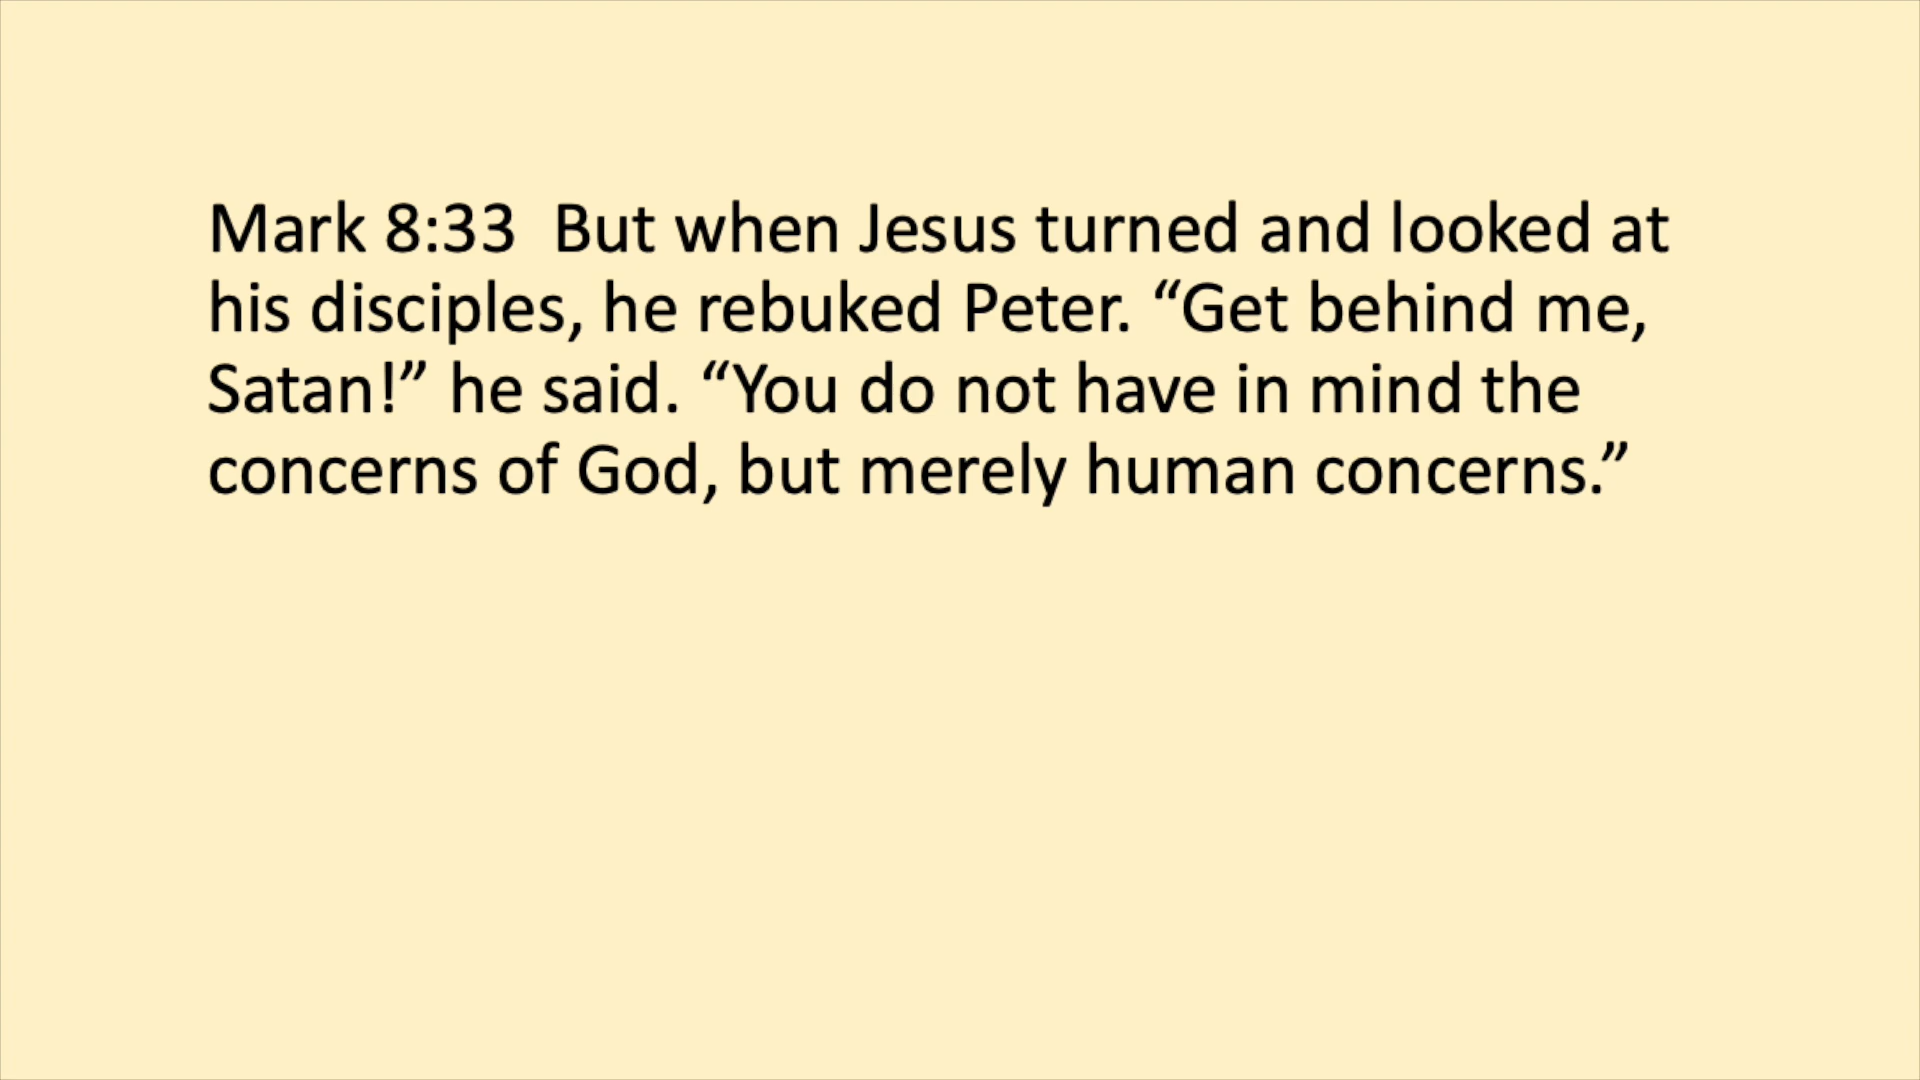 Mark 8:33  But when Jesus turned and looked at
his disciples, he rebuked Peter. “Get behind me,
Satan!” he said. “You do not have in mind the
concerns of God, but merely human concerns.”